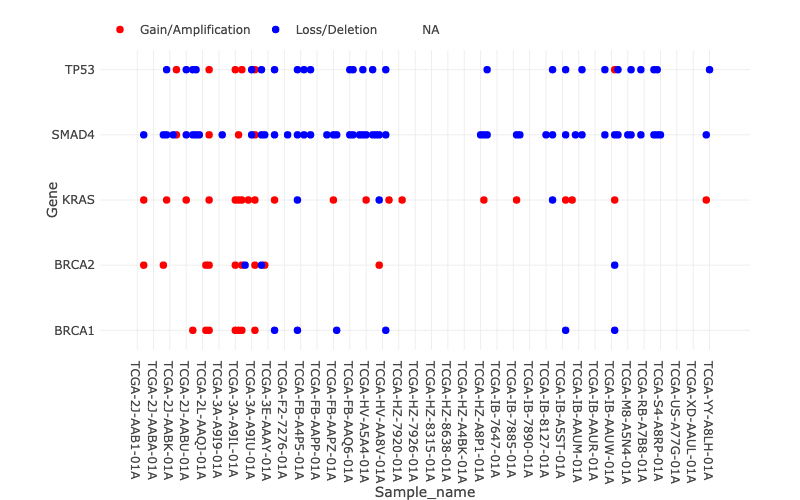 Gain/Amplification Loss/Deletion NA
TP53
SMAD4
KRAS
BRCA2
BRCA1
Gene
TCGA-2J-AAB1-01A
TCGA-2J-AABA-01A
TCGA-2J-AABK-01A
TCGA-2J-AABU-01A
TCGA-2L-AAQJ-01A
TCGA-3A-A9I9-01A
TCGA-3A-A9IL-01A
TCGA-3A-A9IU-01A
TCGA-3E-AAAY-01A
TCGA-F2-7276-01A
TCGA-FB-A4P5-01A
TCGA-FB-AAPP-01A
TCGA-FB-AAPZ-01A
TCGA-FB-AAQ6-01A
TCGA-HV-A5A4-01A
TCGA-HV-AA8V-01A
TCGA-HZ-7920-01A
TCGA-HZ-7926-01A
TCGA-HZ-8315-01A
TCGA-HZ-8638-01A
TCGA-HZ-A4BK-01A
TCGA-HZ-A8P1-01A
TCGA-IB-7647-01A
TCGA-IB-7885-01A
TCGA-IB-7890-01A
TCGA-IB-8127-01A
TCGA-IB-A5ST-01A
TCGA-IB-AAUM-01A
TCGA-IB-AAUR-01A
TCGA-IB-AAUW-01A
TCGA-M8-A5N4-01A
TCGA-RB-A7B8-01A
TCGA-S4-A8RP-01A
TCGA-US-A77G-01A
TCGA-XD-AAUL-01A
TCGA-YY-A8LH-01A
Sample_name